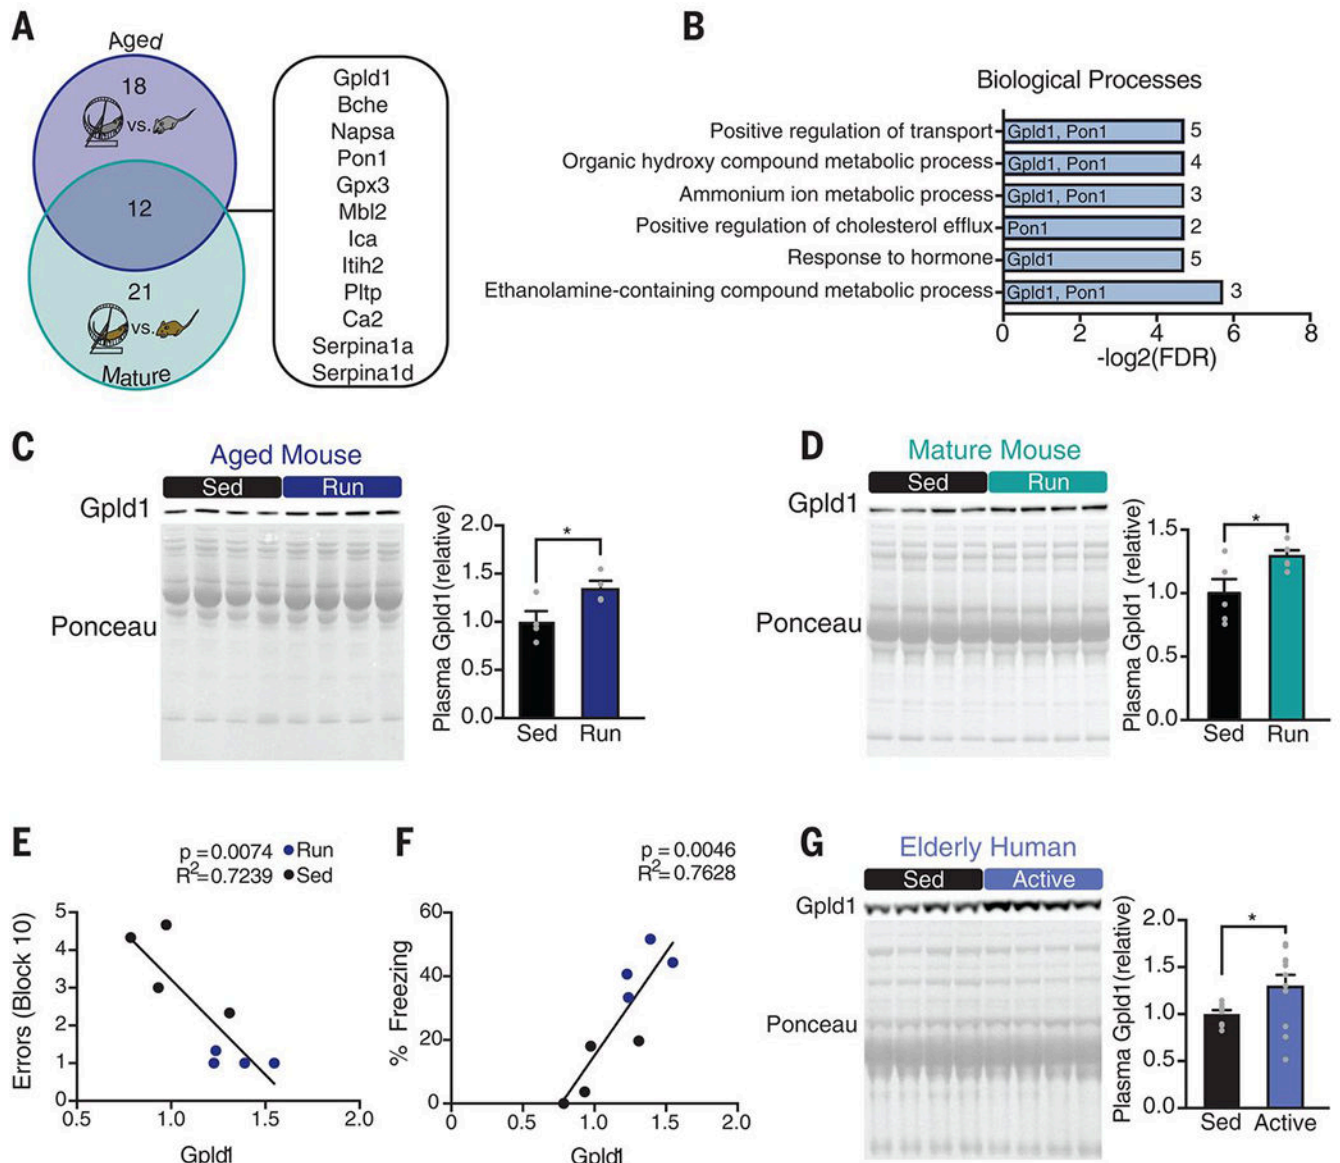 A
Aged
18
vs.
12
21
vs.
Mature
Gpld1
Bche
Napsa
Pon1
Gpx3
Mbl2
Ica
Itih2
Pltp
Ca2
Serpina1a
Serpina1d
B
Biological Processes
Positive regulation of transport
Gpld1, Pon1
5
Organic hydroxy compound metabolic process
Gpld1, Pon1
4
Ammonium ion metabolic process
Gpld1, Pon1
3
Positive regulation of cholesterol efflux
Pon1
2
Response to hormone
Gpld1
5
Ethanolamine-containing compound metabolic process
Gpld1, Pon1
3
0 2 4 6 8
-log2(FDR)
C
Aged Mouse
Sed Run
Gpld1
Ponceau
Plasma Gpld1(relative)
2.0
1.5
1.0
0.5
0.0
*
Sed Run
D
Mature Mouse
Sed Run
Gpld1
Ponceau
Plasma Gpld1 (relative)
1.5
1.0
0.5
0.0
*
Sed Run
E
p = 0.0074
R2=0.7239
Run
Sed
Errors (Block 10)
5
4
3
2
1
0
0.5 1.0 1.5 2.0
Gpld1
F
p = 0.0046
R2=0.7628
% Freezing
60
40
20
0
0 0.5 1.0 1.5 2.0
Gpld1
G
Elderly Human
Sed Active
Gpld1
Ponceau
Plasma Gpld1(relative)
2.0
1.5
1.0
0.5
0.0
*
Sed Active